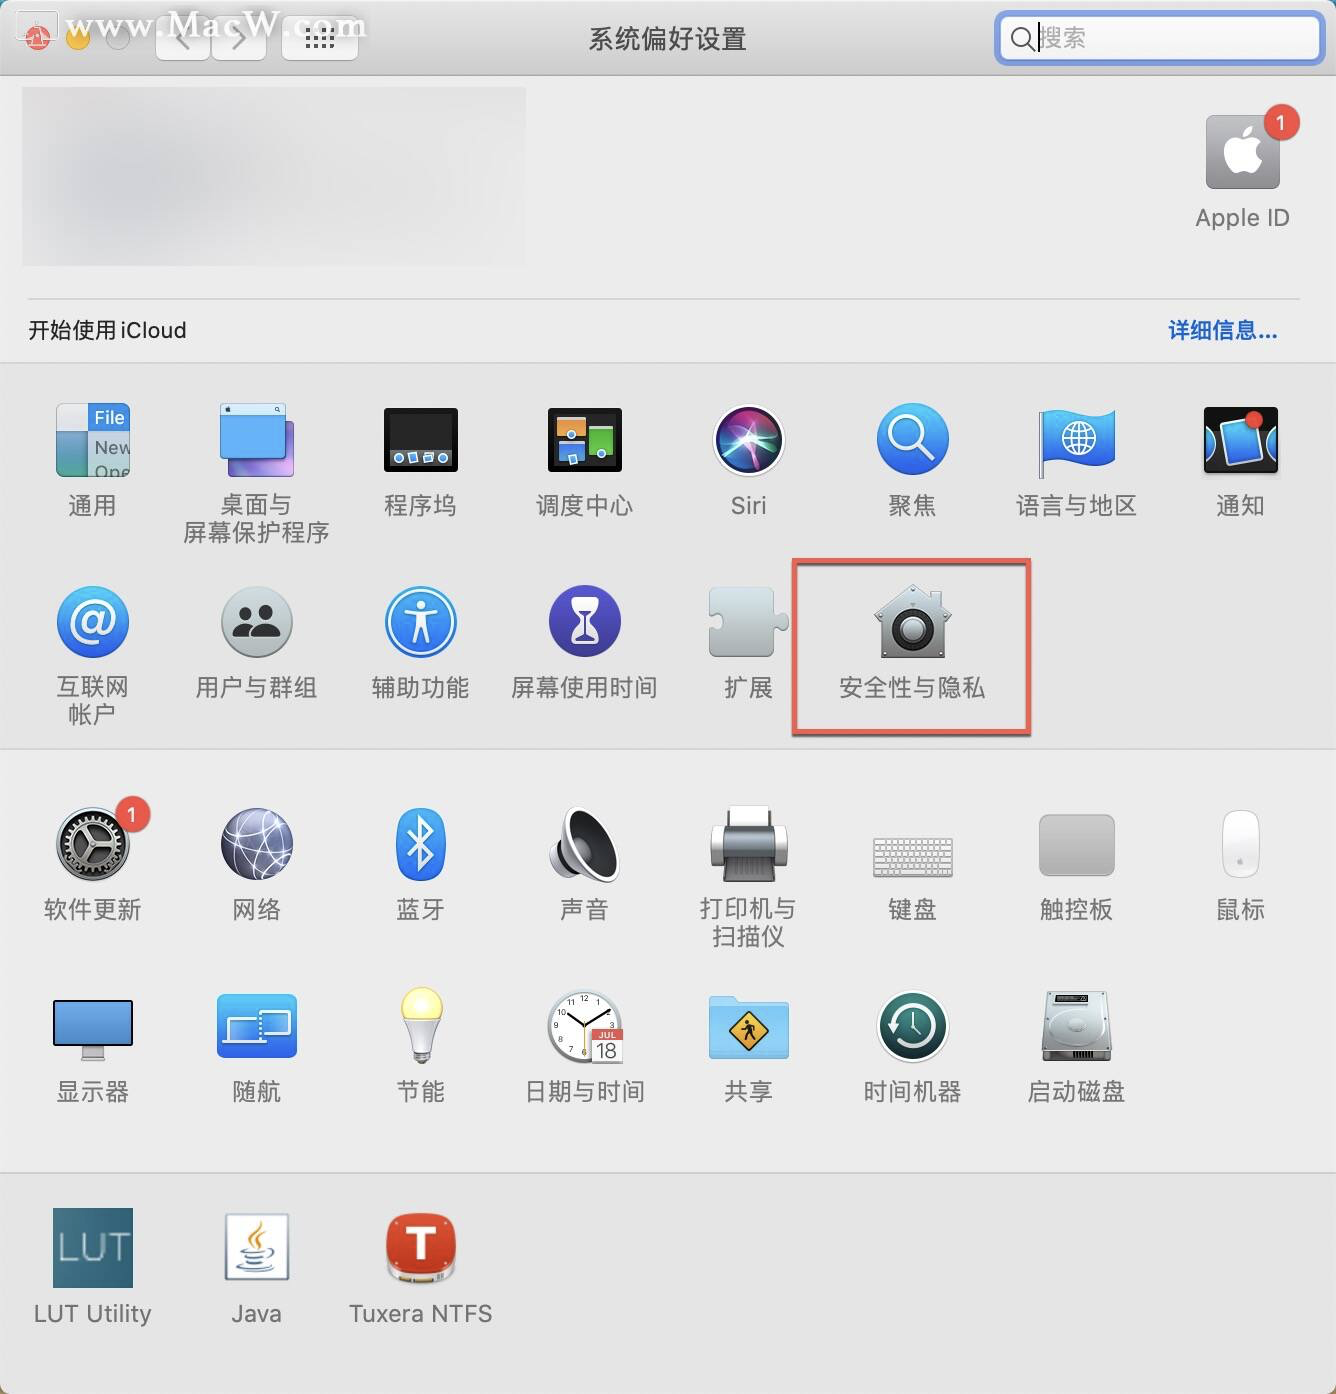 www.MacW.com
系统偏好设置
搜索
1
Apple ID
开始使用 iCloud
详细信息...
File
New
Ope
通用
桌面与
屏幕保护程序
程序坞
调度中心
Siri
聚焦
语言与地区
通知
互联网
帐户
用户与群组
辅助功能
屏幕使用时间
扩展
安全性与隐私
1
软件更新
网络
蓝牙
声音
打印机与
扫描仪
键盘
触控板
鼠标
显示器
随航
节能
JUL
18
日期与时间
共享
时间机器
启动磁盘
LUT
LUT Utility
Java
T
Tuxera NTFS